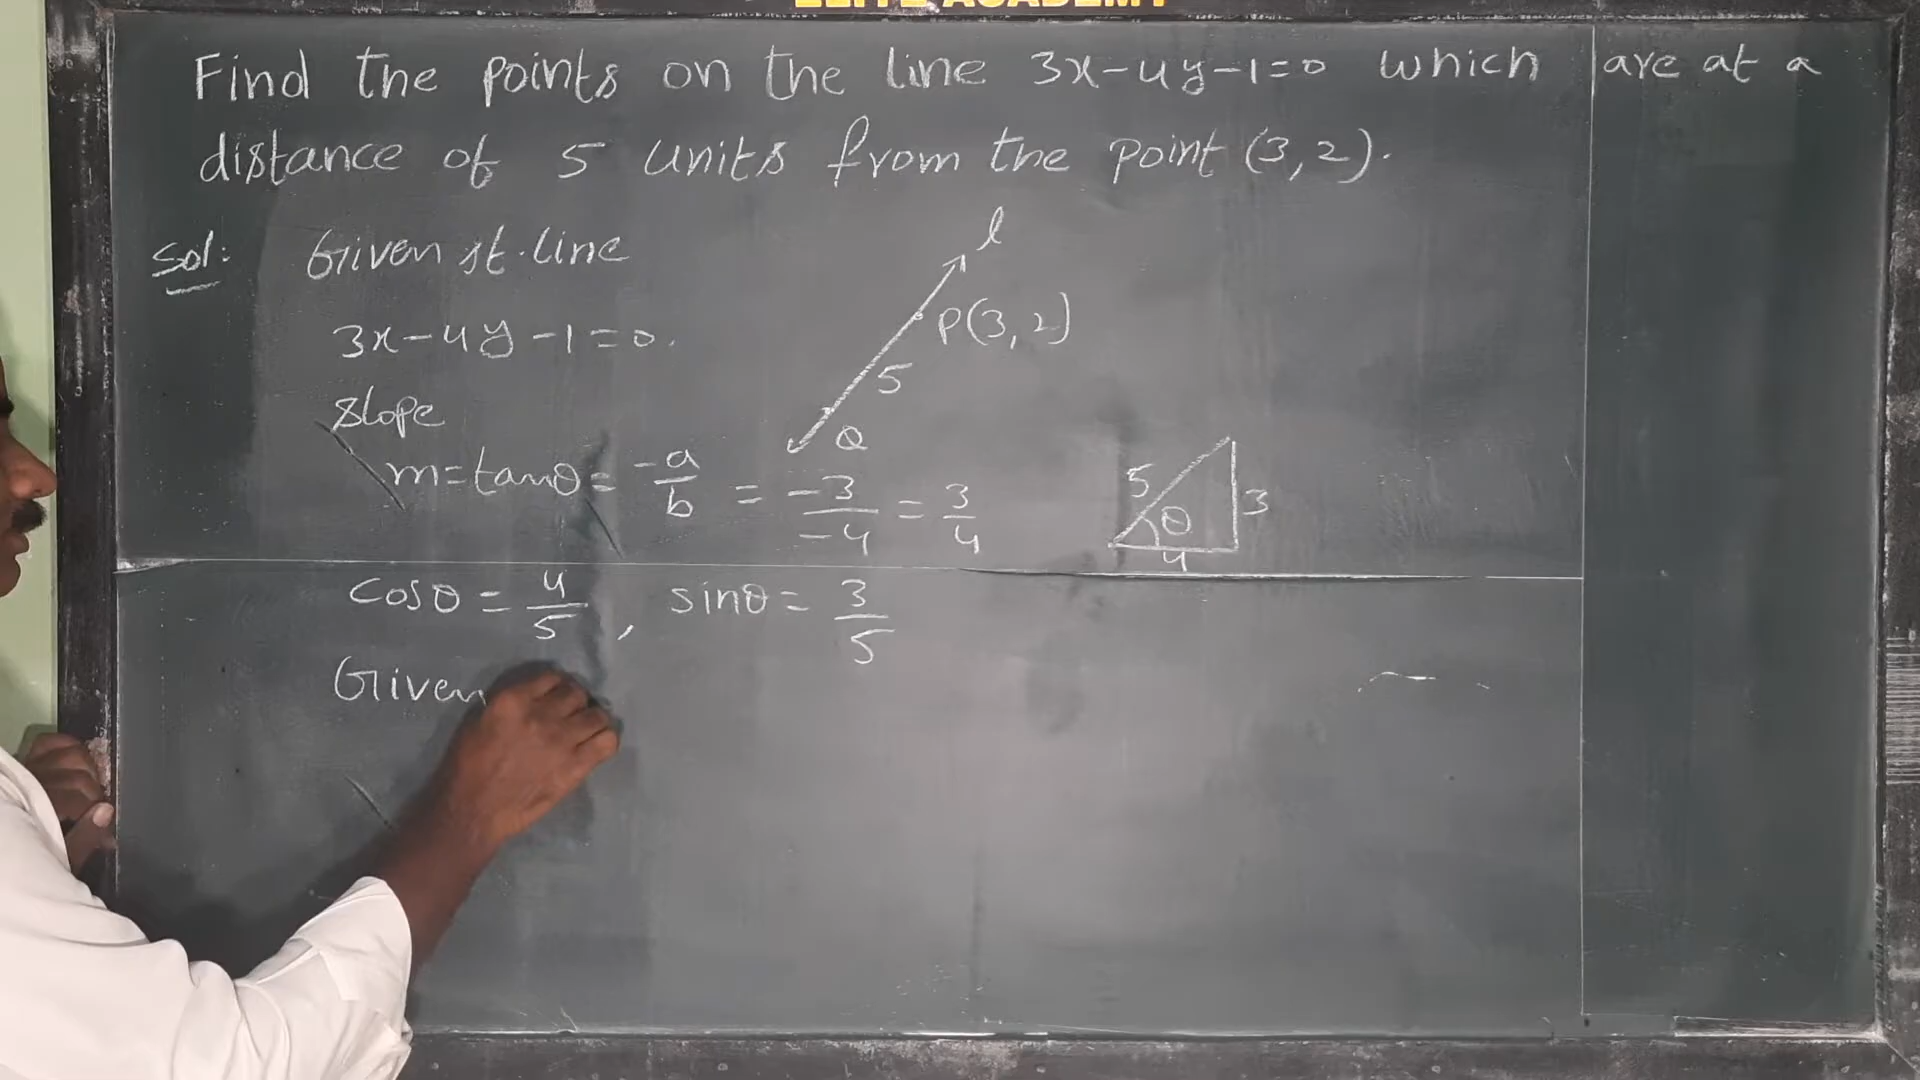 ELITE ACADEMY
Find the points on the line 3x-4y-1=0 which are at a
distance of 5 units from the point (3,2).
Sol: Given st.line
l
3x-4y-1=0.
P(3,2)
5
Slope
Q
m=tanθ= -a/b = -3/-4 = 3/4
5 3
θ
4
cosθ = 4/5, sinθ = 3/5
Given